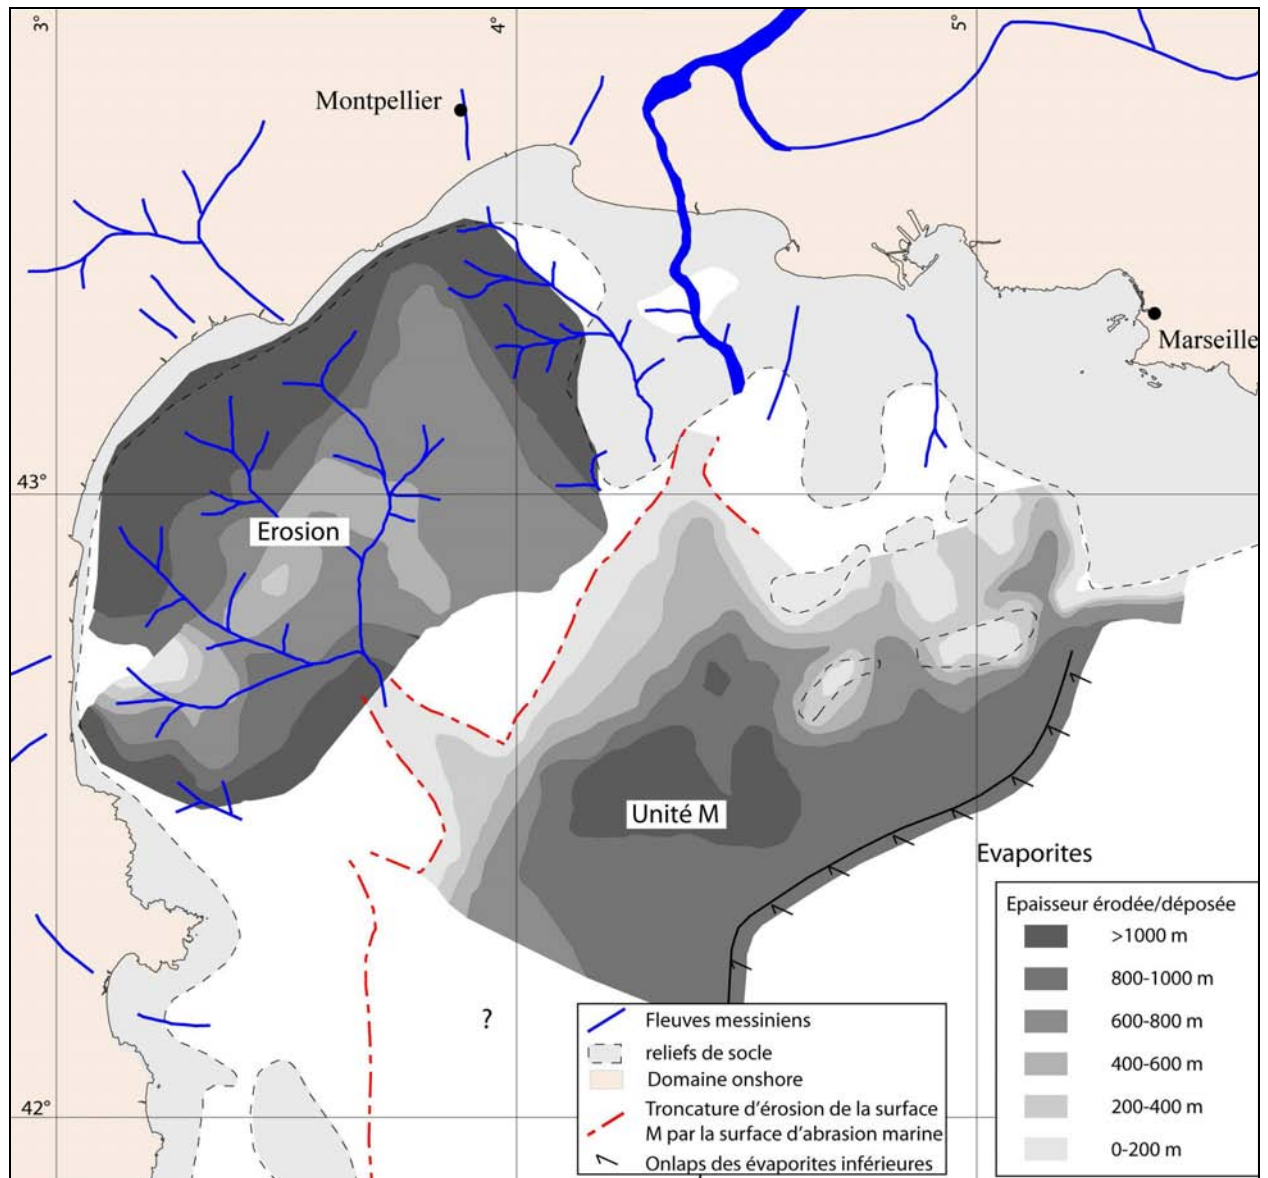 3°
4°
5°
Montpellier
Marseille
43°
Erosion
Unité M
Evaporites
42°
?
Fleuves messiniens
reliefs de socle
Domaine onshore
Troncature d'érosion de la surface
M par la surface d'abrasion marine
Onlaps des évaporites inférieures
Epaisseur érodée/déposée
>1000 m
800-1000 m
600-800 m
400-600 m
200-400 m
0-200 m